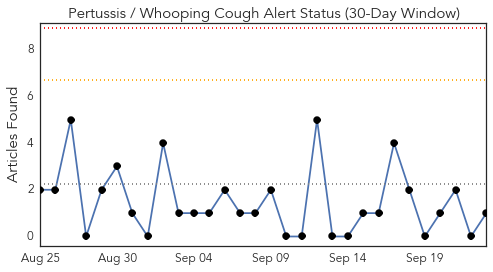 Pertussis / Whooping Cough Alert Status (30-Day Window)
Articles Found
8
6
4
2
0
Aug 25 Aug 30 Sep 04 Sep 09 Sep 14 Sep 19